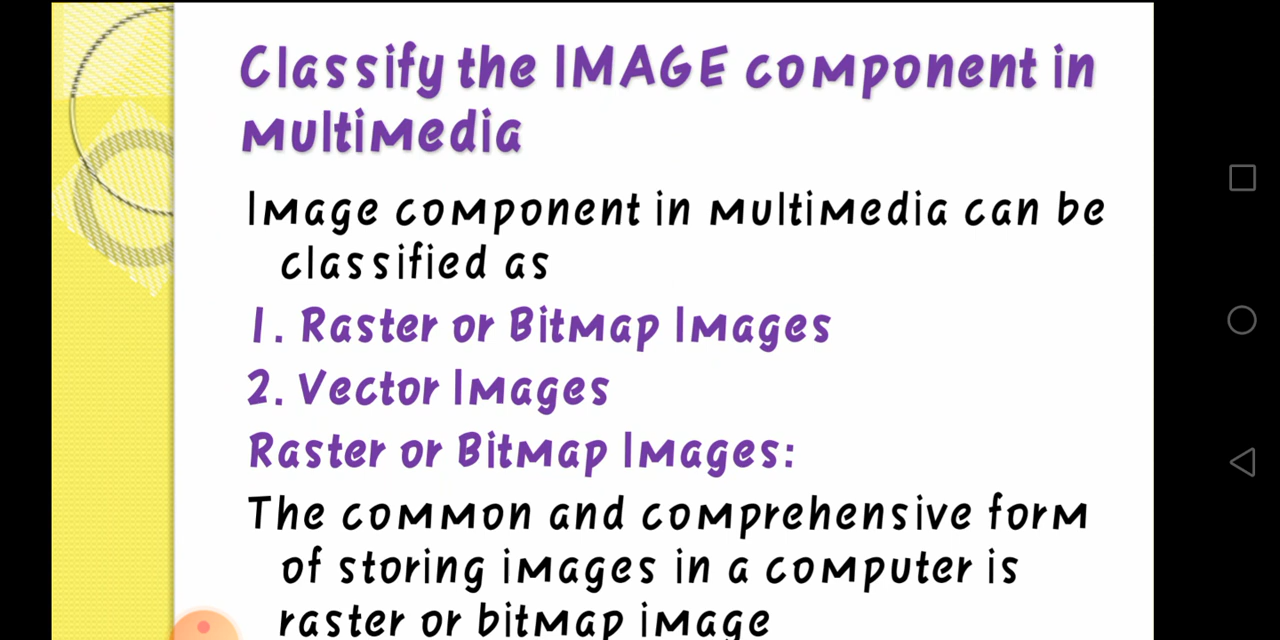 Classify the IMAGE component in
multimedia
Image component in multimedia can be
classified as
1. Raster or Bitmap Images
2. Vector Images
Raster or Bitmap Images:
The common and comprehensive form
of storing images in a computer is
raster or bitmap image